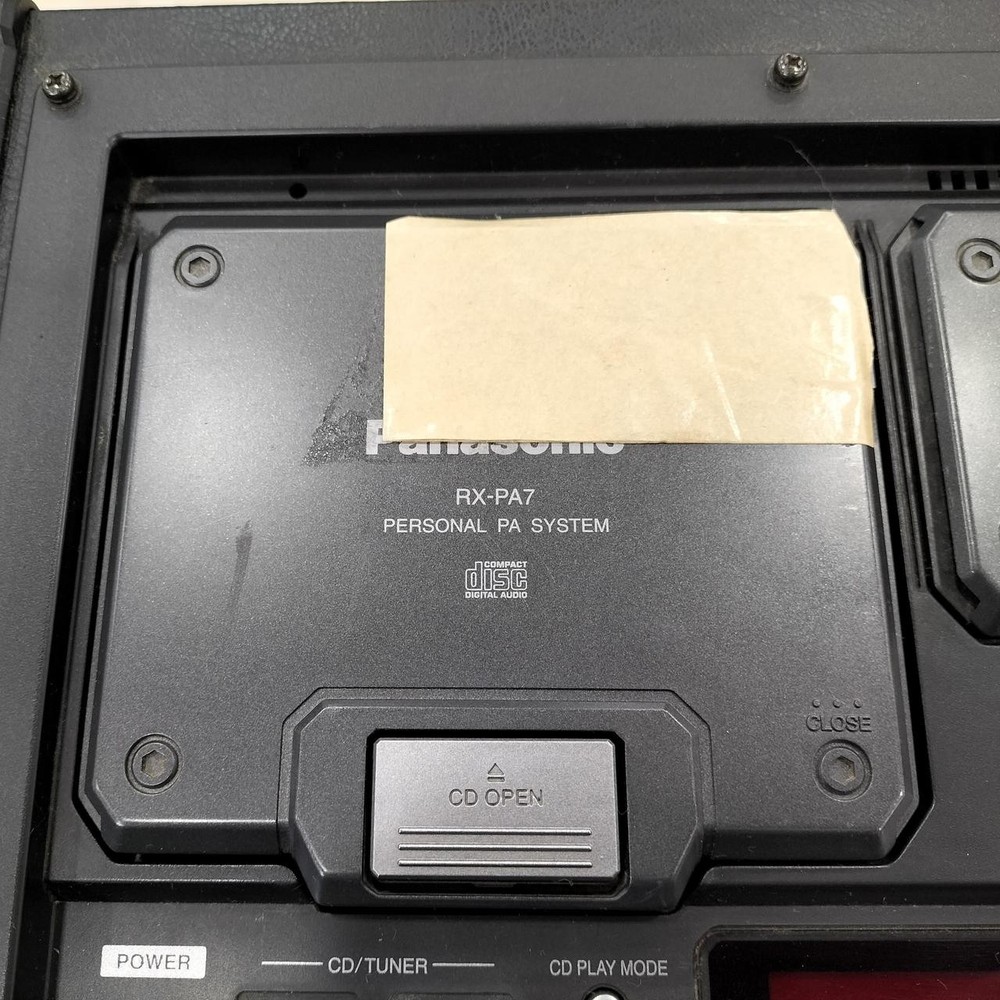 Panasonic
RX-PA7
PERSONAL PA SYSTEM
COMPACT
disc
DIGITAL AUDIO
CLOSE
CD OPEN
POWER
CD/TUNER
CD PLAY MODE